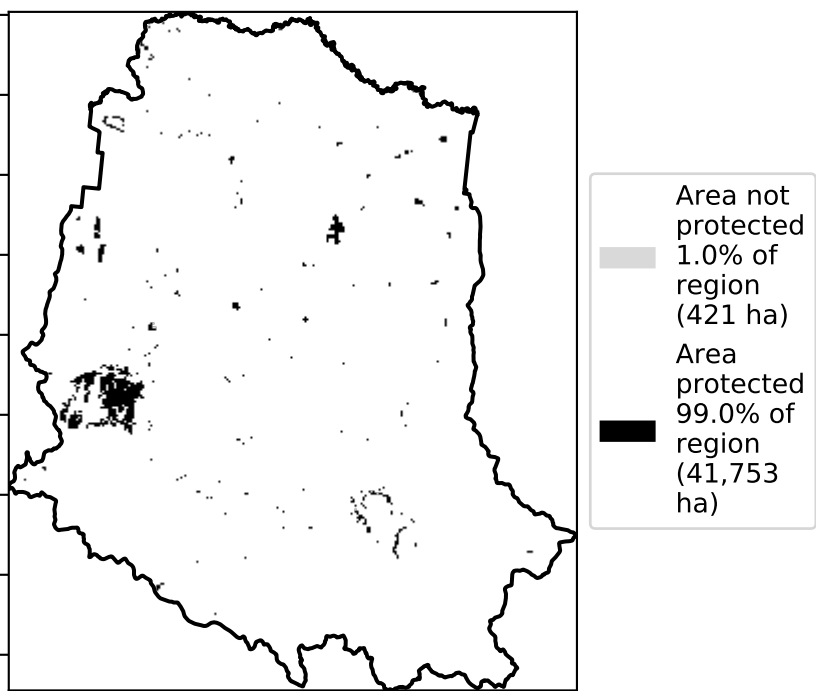 Area not
protected
1.0% of
region
(421 ha)
Area
protected
99.0% of
region
(41,753
ha)